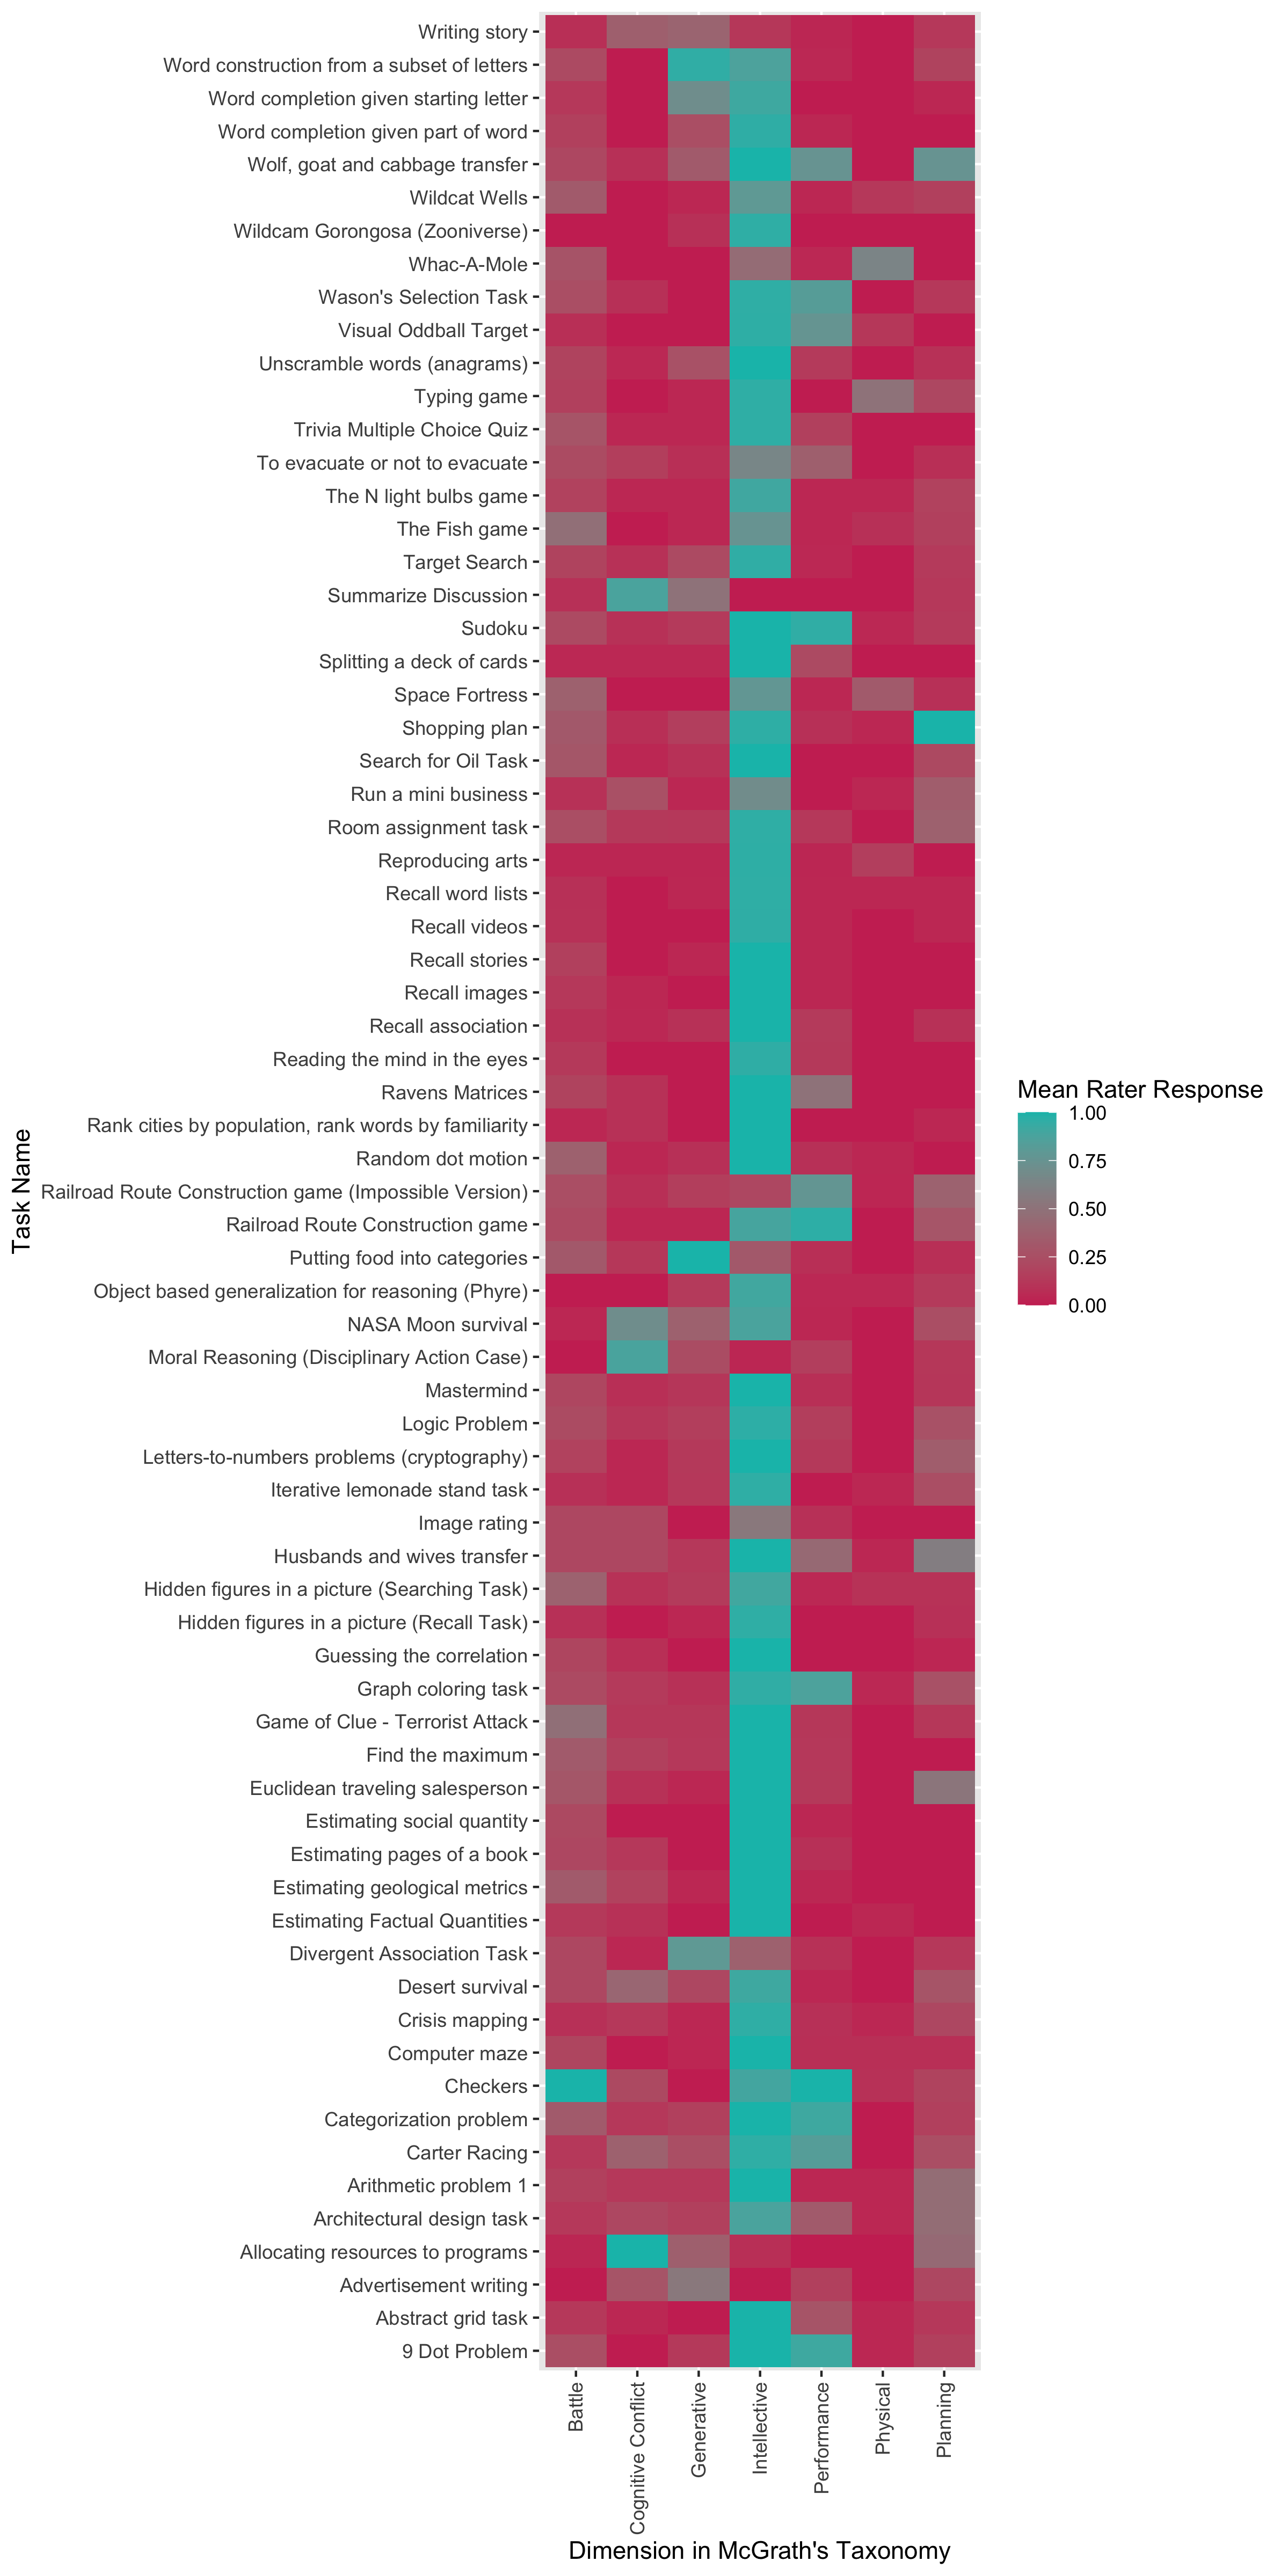 Writing story
Word construction from a subset of letters
Word completion given starting letter
Word completion given part of word
Wolf, goat and cabbage transfer
Wildcat Wells
Wildcam Gorongosa (Zooniverse)
Whac-A-Mole
Wason's Selection Task
Visual Oddball Target
Unscramble words (anagrams)
Typing game
Trivia Multiple Choice Quiz
To evacuate or not to evacuate
The N light bulbs game
The Fish game
Target Search
Summarize Discussion
Sudoku
Splitting a deck of cards
Space Fortress
Shopping plan
Search for Oil Task
Run a mini business
Room assignment task
Reproducing arts
Recall word lists
Recall videos
Recall stories
Recall images
Recall association
Reading the mind in the eyes
Ravens Matrices
Rank cities by population, rank words by familiarity
Random dot motion
Railroad Route Construction game (Impossible Version)
Railroad Route Construction game
Putting food into categories
Object based generalization for reasoning (Phyre)
NASA Moon survival
Moral Reasoning (Disciplinary Action Case)
Mastermind
Logic Problem
Letters-to-numbers problems (cryptography)
Iterative lemonade stand task
Image rating
Husbands and wives transfer
Hidden figures in a picture (Searching Task)
Hidden figures in a picture (Recall Task)
Guessing the correlation
Graph coloring task
Game of Clue - Terrorist Attack
Find the maximum
Euclidean traveling salesperson
Estimating social quantity
Estimating pages of a book
Estimating geological metrics
Estimating Factual Quantities
Divergent Association Task
Desert survival
Crisis mapping
Computer maze
Checkers
Categorization problem
Carter Racing
Arithmetic problem 1
Architectural design task
Allocating resources to programs
Advertisement writing
Abstract grid task
9 Dot Problem
Task Name
Battle
Cognitive Conflict
Generative
Intellective
Performance
Physical
Planning
Dimension in McGrath's Taxonomy
Mean Rater Response
1.00
0.75
0.50
0.25
0.00